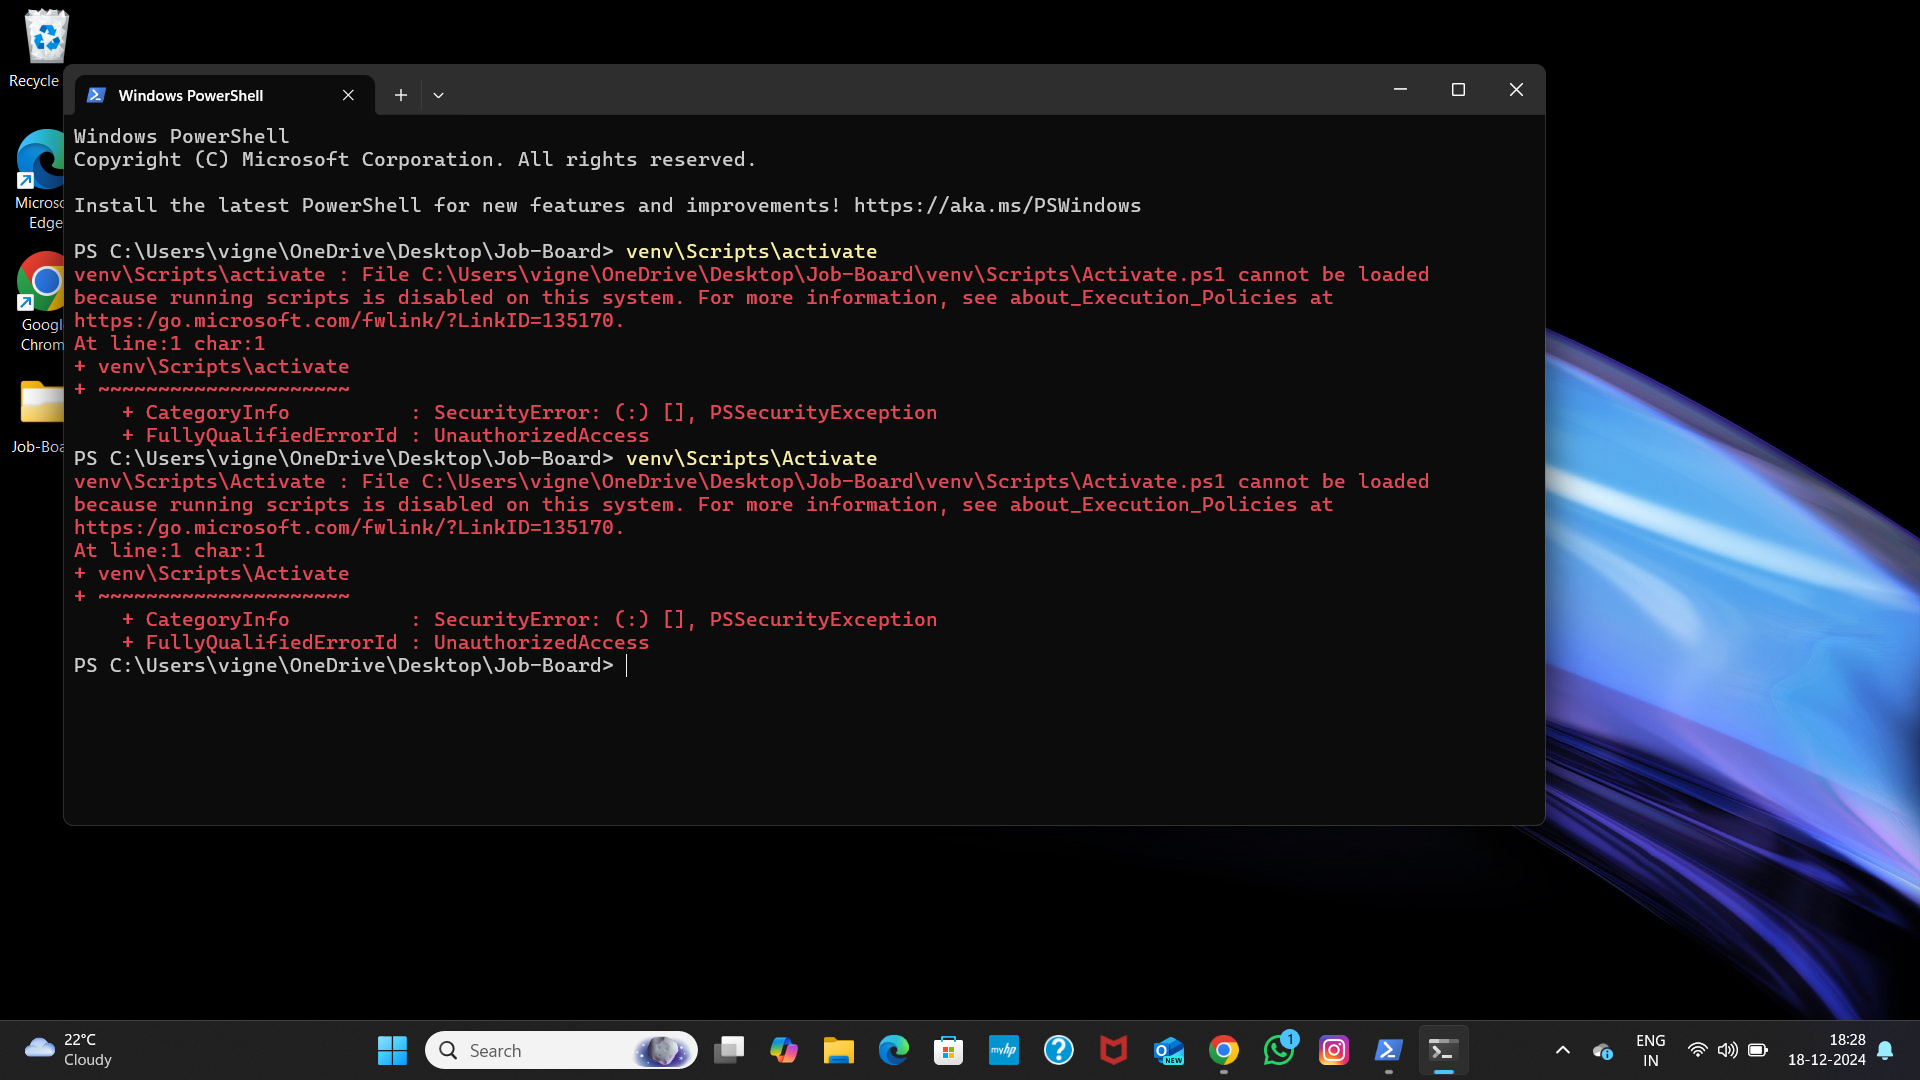 Recycle
Microso
Edge
Googl
Chrom
Job-Boa
Windows PowerShell
Windows PowerShell
Copyright (C) Microsoft Corporation. All rights reserved.
Install the latest PowerShell for new features and improvements! https://aka.ms/PSWindows
PS C:\Users\vigne\OneDrive\Desktop\Job-Board> venv\Scripts\activate
venv\Scripts\activate : File C:\Users\vigne\OneDrive\Desktop\Job-Board\venv\Scripts\Activate.ps1 cannot be loaded
because running scripts is disabled on this system. For more information, see about_Execution_Policies at
https:/go.microsoft.com/fwlink/?LinkID=135170.
At line:1 char:1
+ venv\Scripts\activate
+ ~~~~~~~~~~~~~~~~~~~~~
    + CategoryInfo          : SecurityError: (:) [], PSSecurityException
    + FullyQualifiedErrorId : UnauthorizedAccess
PS C:\Users\vigne\OneDrive\Desktop\Job-Board> venv\Scripts\Activate
venv\Scripts\Activate : File C:\Users\vigne\OneDrive\Desktop\Job-Board\venv\Scripts\Activate.ps1 cannot be loaded
because running scripts is disabled on this system. For more information, see about_Execution_Policies at
https:/go.microsoft.com/fwlink/?LinkID=135170.
At line:1 char:1
+ venv\Scripts\Activate
+ ~~~~~~~~~~~~~~~~~~~~~
    + CategoryInfo          : SecurityError: (:) [], PSSecurityException
    + FullyQualifiedErrorId : UnauthorizedAccess
PS C:\Users\vigne\OneDrive\Desktop\Job-Board>
22°C
Cloudy
Search
myhp
NEW
1
ENG
IN
18:28
18-12-2024